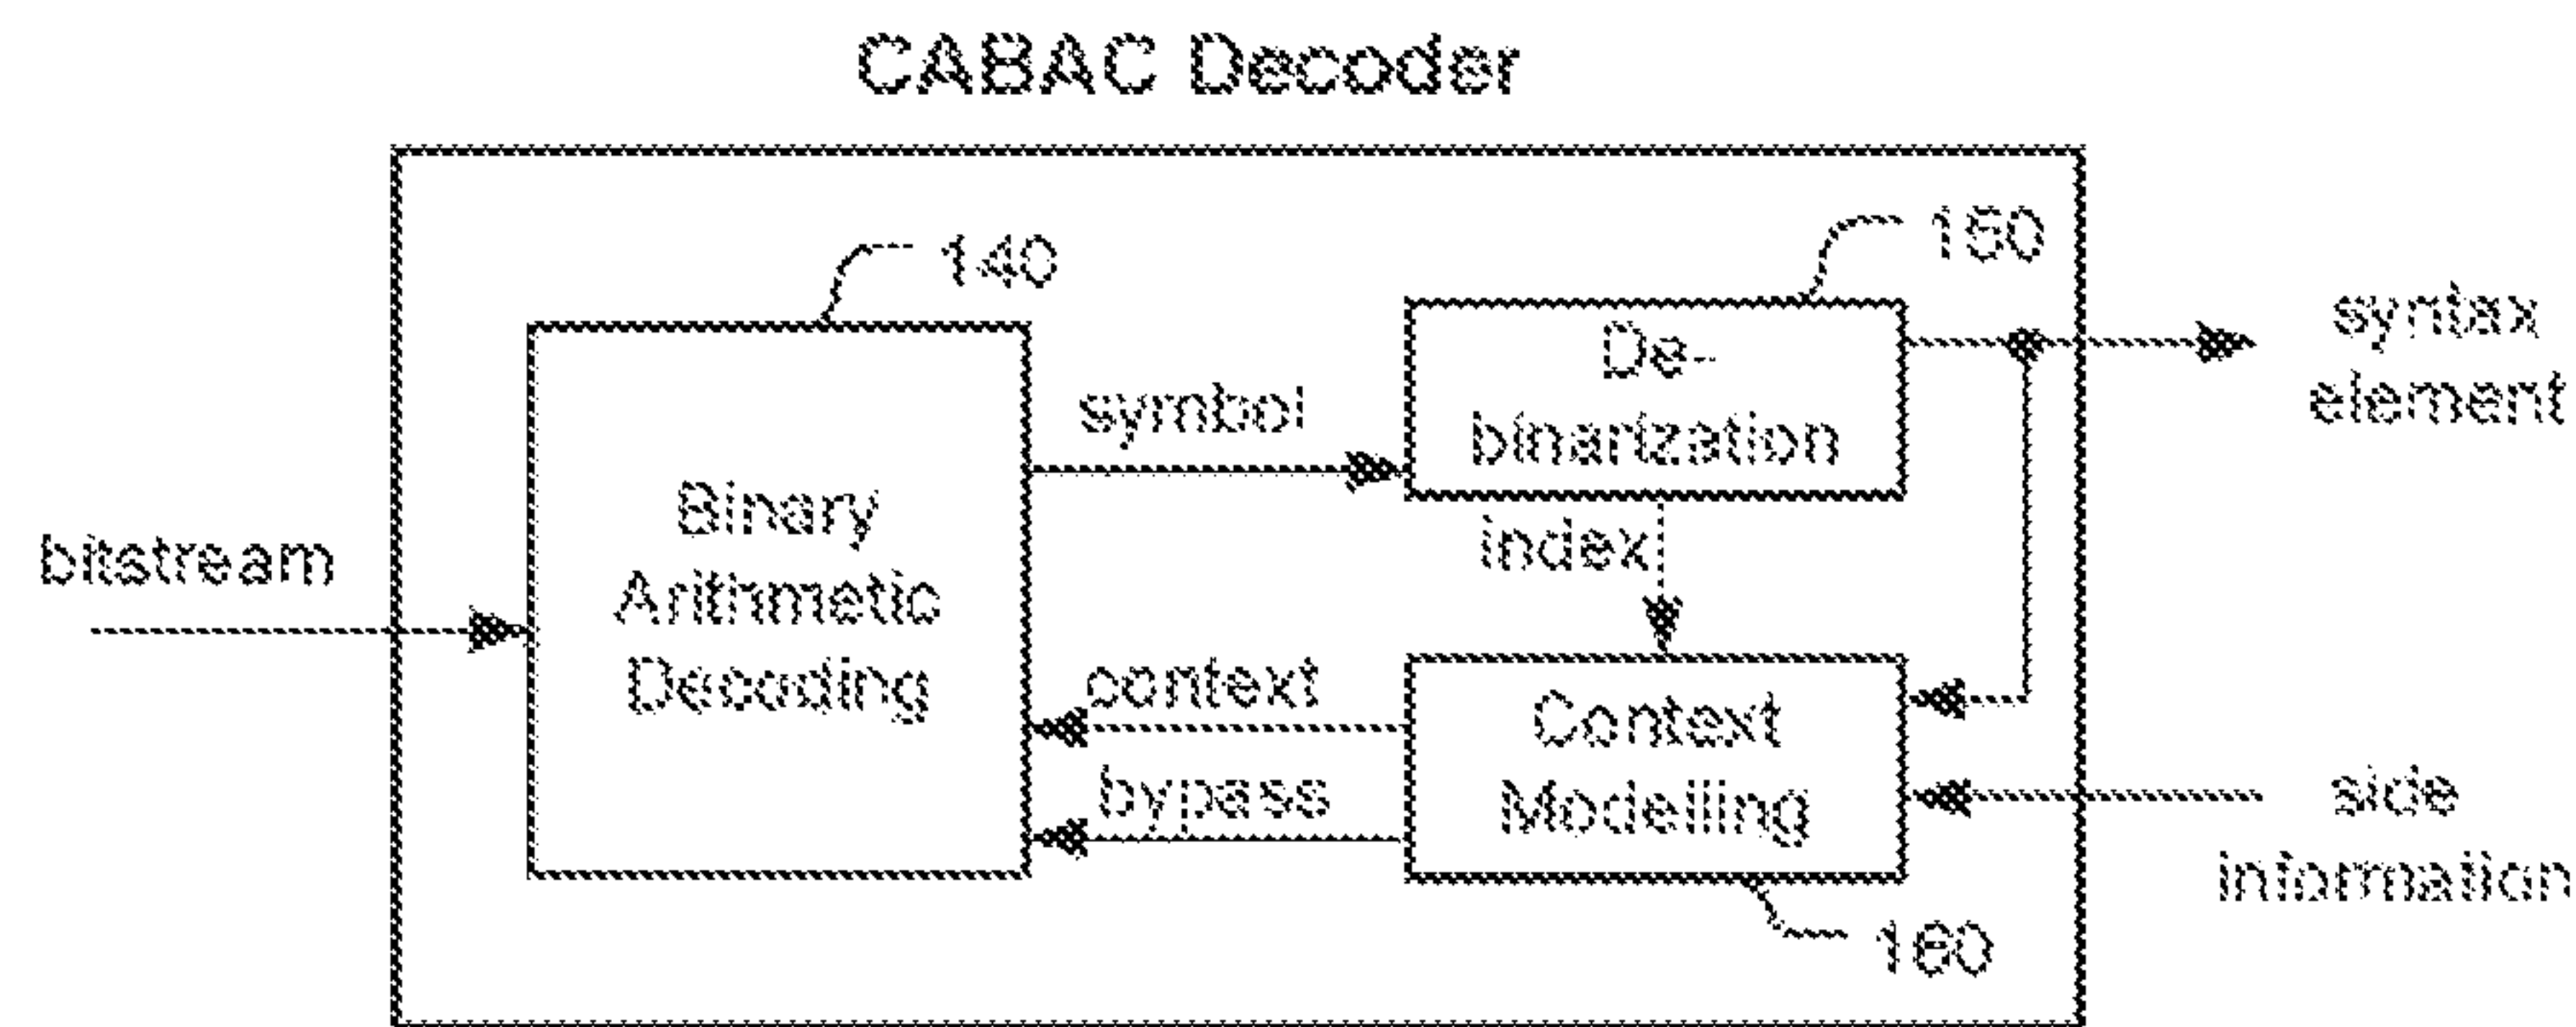 CABAC Decoder
140
150
syntax
element
De-
binarization
symbol
index
bitstream
Binary
Arithmetic
Decoding
context
bypass
Context
Modelling
side
information
160